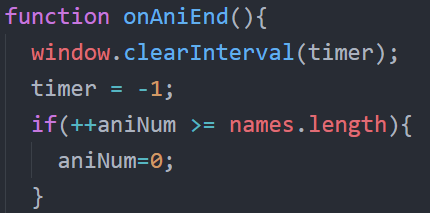 function onAniEnd(){
window.clearInterval(timer);
timer = -1;
if(++aniNum >= names.length){
aniNum=0;
}